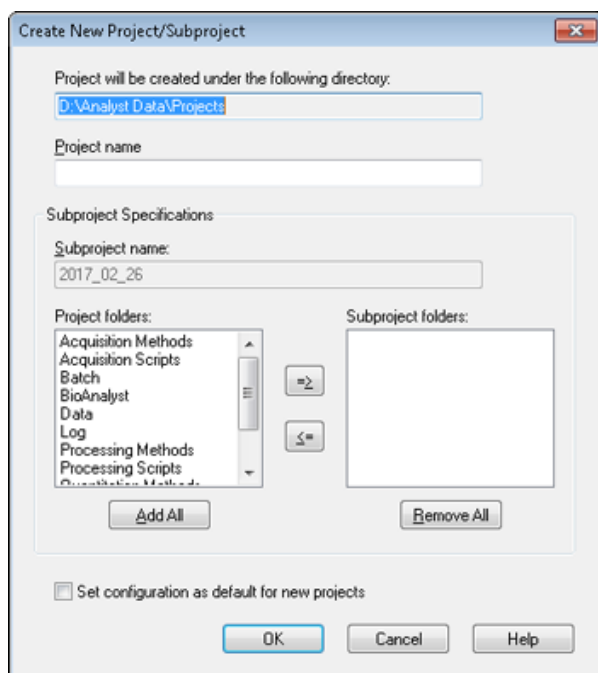 Create New Project/Subproject
Project will be created under the following directory:
D:\Analyst Data\Projects
Project name
Subproject Specifications
Subproject name:
2017_02_26
Project folders:
Subproject folders:
Acquisition Methods
Acquisition Scripts
Batch
BioAnalyst
Data
Log
Processing Methods
Processing Scripts
Quantitation Methods
=>
<=
Add All
Remove All
Set configuration as default for new projects
OK
Cancel
Help